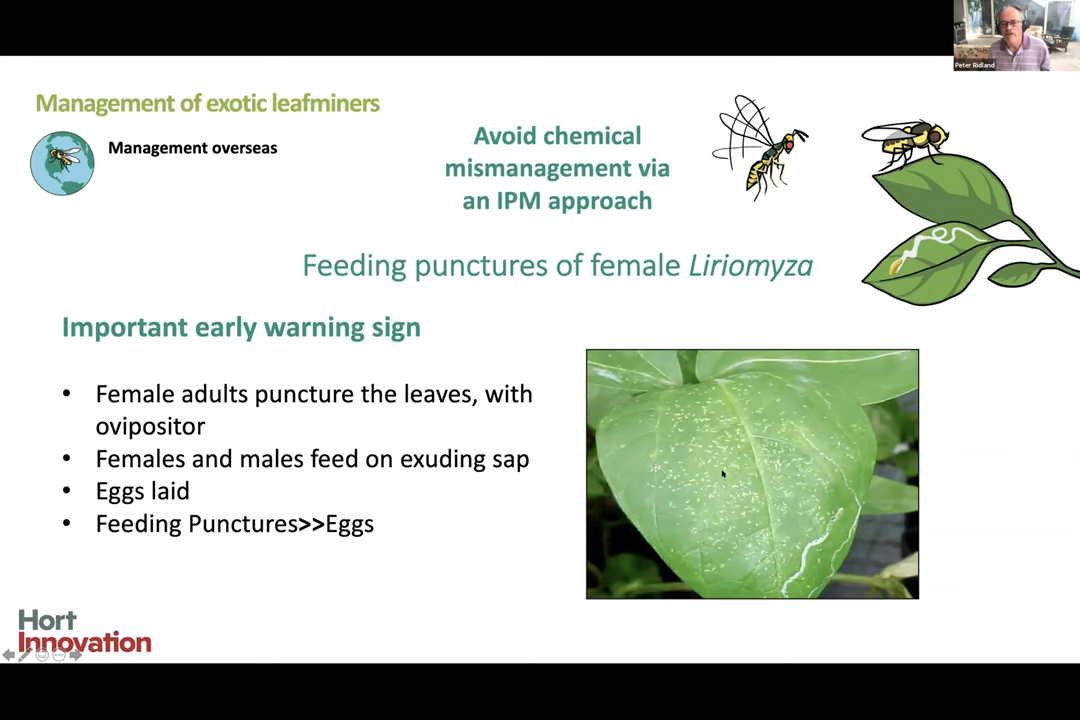 Peter Ridland
Management of exotic leafminers
Management overseas
Avoid chemical
mismanagement via
an IPM approach
Feeding punctures of female Liriomyza
Important early warning sign
• Female adults puncture the leaves, with
ovipositor
• Females and males feed on exuding sap
• Eggs laid
• Feeding Punctures>>Eggs
Hort
Innovation